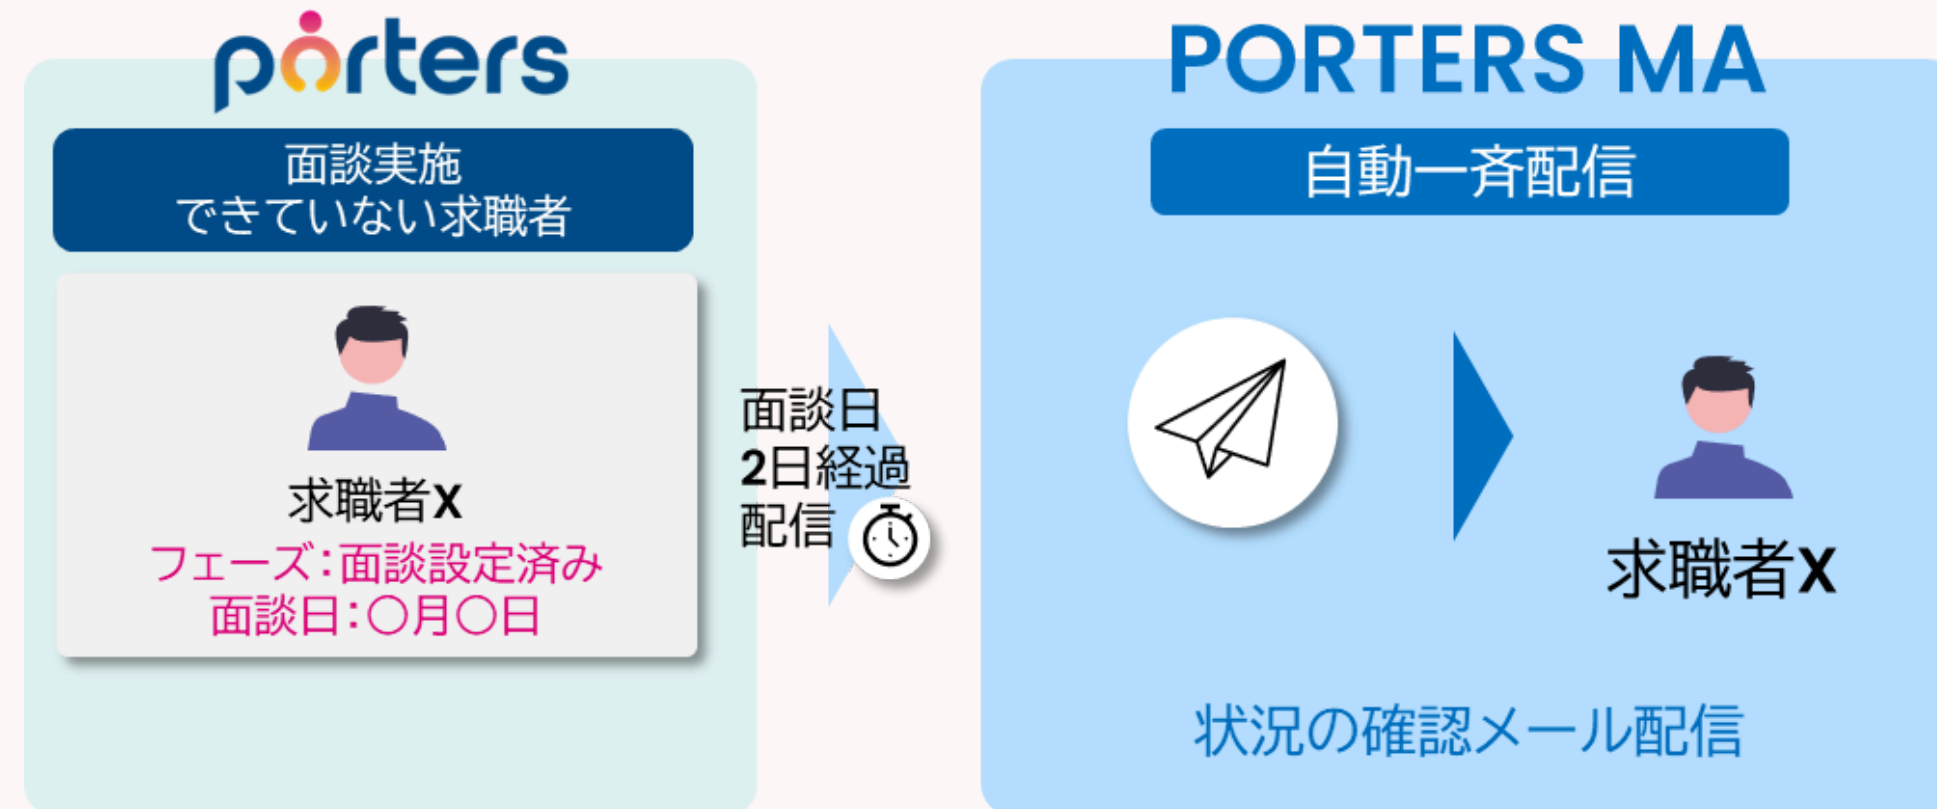 porters
面談実施
できていない求職者
求職者X
フェーズ：面談設定済み
面談日：〇月〇日
面談日
2日経過
配信
PORTERS MA
自動一斉配信
求職者X
状況の確認メール配信